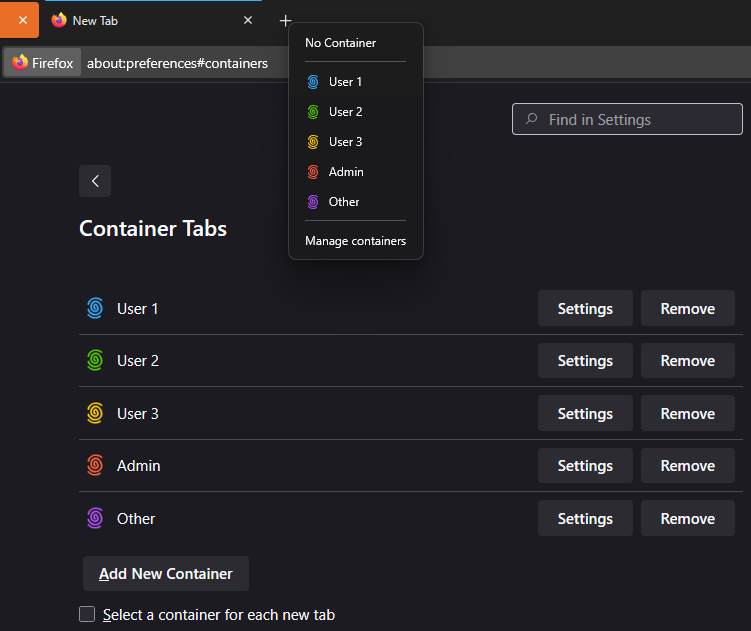 New Tab
Firefox
about:preferences#containers
No Container
User 1
User 2
User 3
Admin
Other
Manage containers
Find in Settings
Container Tabs
User 1 Settings Remove
User 2 Settings Remove
User 3 Settings Remove
Admin Settings Remove
Other Settings Remove
Add New Container
Select a container for each new tab